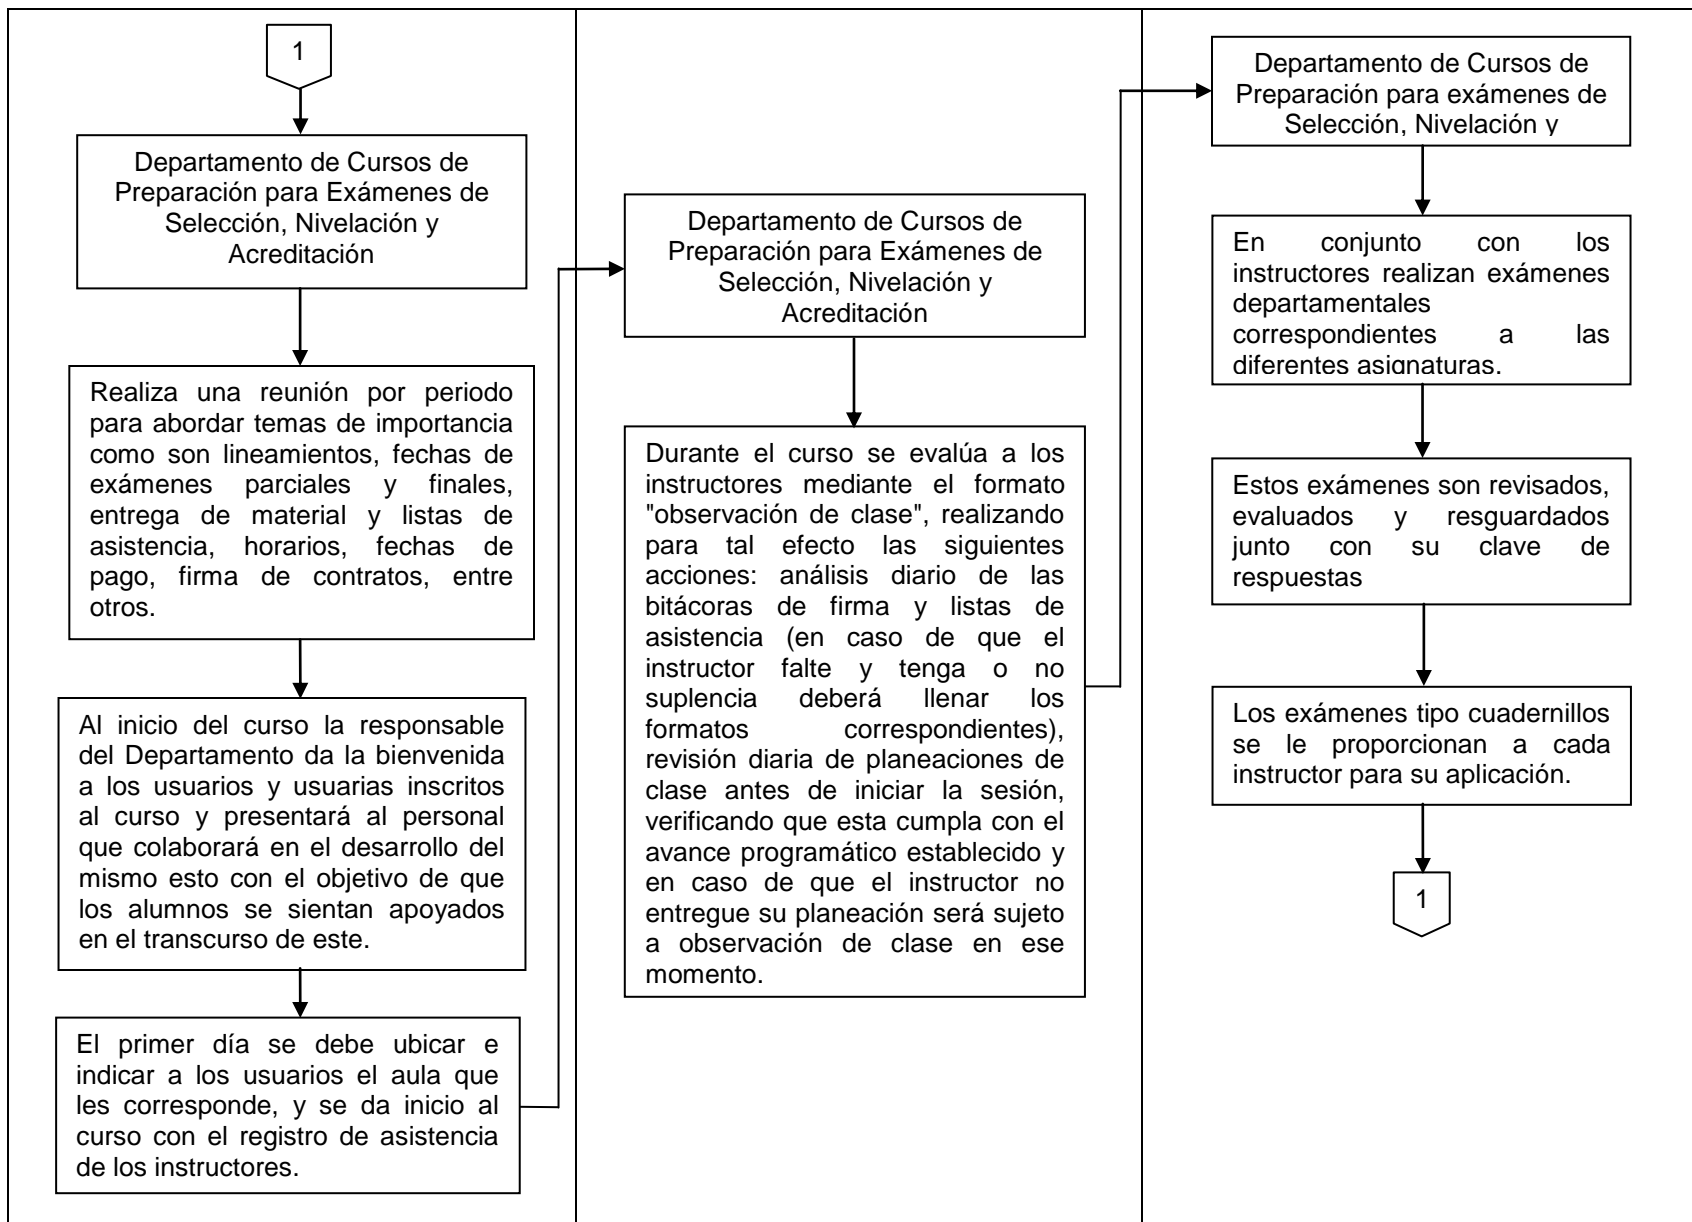 1
Departamento de Cursos de
Preparación para Exámenes de
Selección, Nivelación y
Acreditación
Realiza una reunión por periodo
para abordar temas de importancia
como son lineamientos, fechas de
exámenes parciales y finales,
entrega de material y listas de
asistencia, horarios, fechas de
pago, firma de contratos, entre
otros.
Al inicio del curso la responsable
del Departamento da la bienvenida
a los usuarios y usuarias inscritos
al curso y presentará al personal
que colaborará en el desarrollo del
mismo esto con el objetivo de que
los alumnos se sientan apoyados
en el transcurso de este.
El primer día se debe ubicar e
indicar a los usuarios el aula que
les corresponde, y se da inicio al
curso con el registro de asistencia
de los instructores.
Departamento de Cursos de
Preparación para Exámenes de
Selección, Nivelación y
Acreditación
Durante el curso se evalúa a los
instructores mediante el formato
"observación de clase", realizando
para tal efecto las siguientes
acciones: análisis diario de las
bitácoras de firma y listas de
asistencia (en caso de que el
instructor falte y tenga o no
suplencia deberá llenar los
formatos correspondientes),
revisión diaria de planeaciones de
clase antes de iniciar la sesión,
verificando que esta cumpla con el
avance programático establecido y
en caso de que el instructor no
entregue su planeación será sujeto
a observación de clase en ese
momento.
Departamento de Cursos de
Preparación para exámenes de
Selección, Nivelación y
En conjunto con los
instructores realizan exámenes
departamentales
correspondientes a las
diferentes asignaturas.
Estos exámenes son revisados,
evaluados y resguardados
junto con su clave de
respuestas
Los exámenes tipo cuadernillos
se le proporcionan a cada
instructor para su aplicación.
1